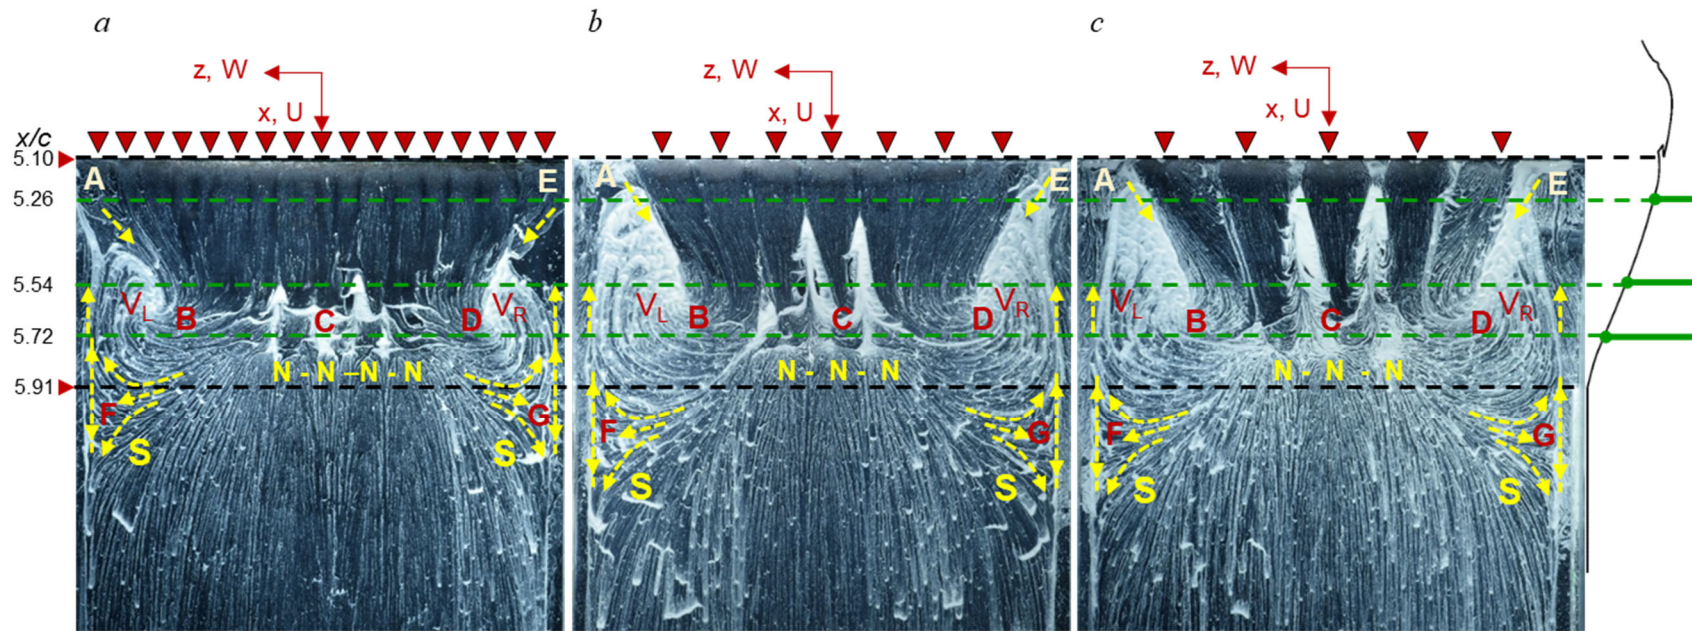 a b c
z, W z, W z, W
x, U x, U x, U
x/c
5.10
A E A E A E
5.26
5.54
VL VR VL VR VL VR
B C D B C D B C D
5.72
N - N – N - N N - N - N N - N - N
5.91
F G F G F G
S S S S S S